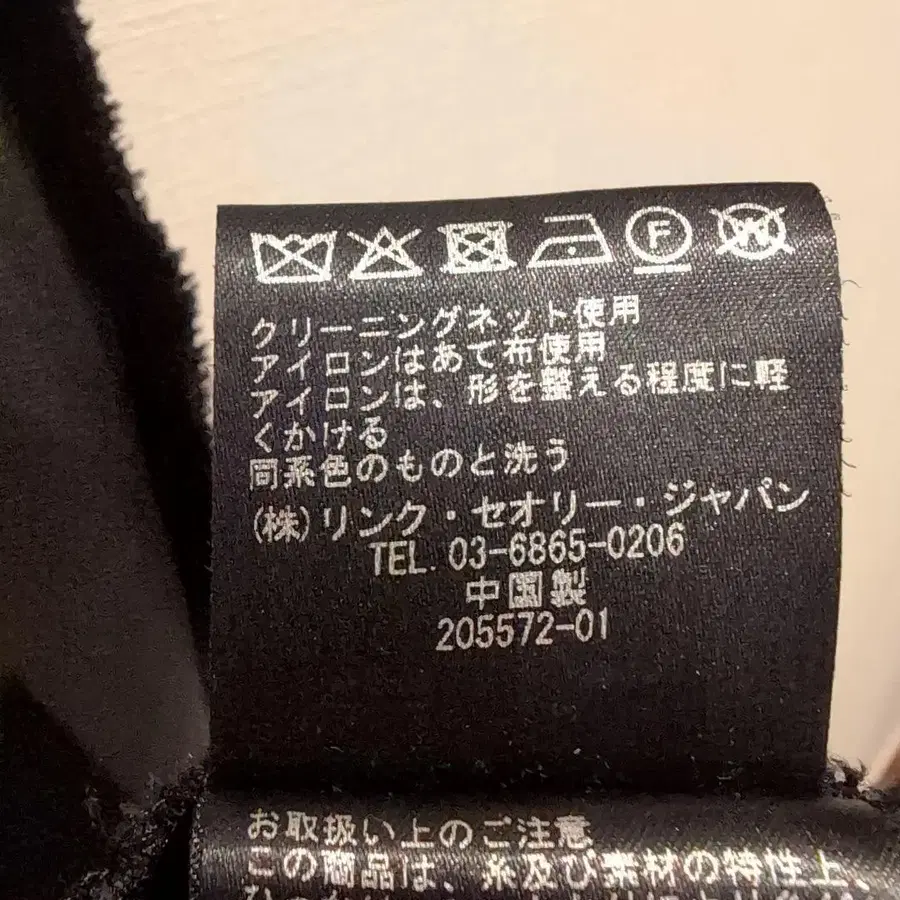 F W
クリーニングネット使用
アイロンはあて布使用
アイロンは、形を整える程度に軽
くかける
同系色のものと洗う
(株)リンク・セオリー・ジャパン
TEL. 03-6865-0206
中国製
205572-01
お取扱い上のご注意
この商品は、糸及び素材の特性上、